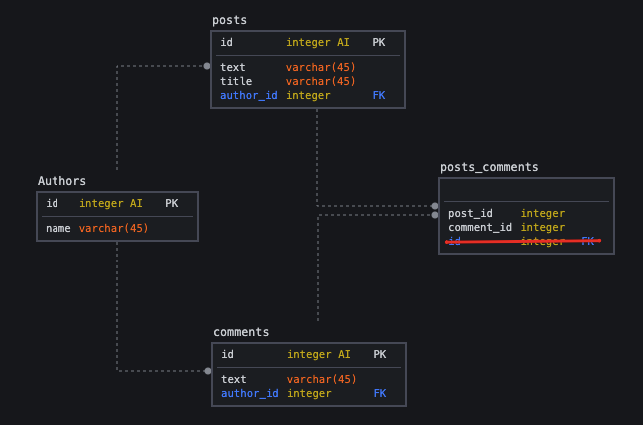 posts
id integer AI PK
text varchar(45)
title varchar(45)
author_id integer FK
Authors
id integer AI PK
name varchar(45)
posts_comments
post_id integer
comment_id integer
id integer FK
comments
id integer AI PK
text varchar(45)
author_id integer FK